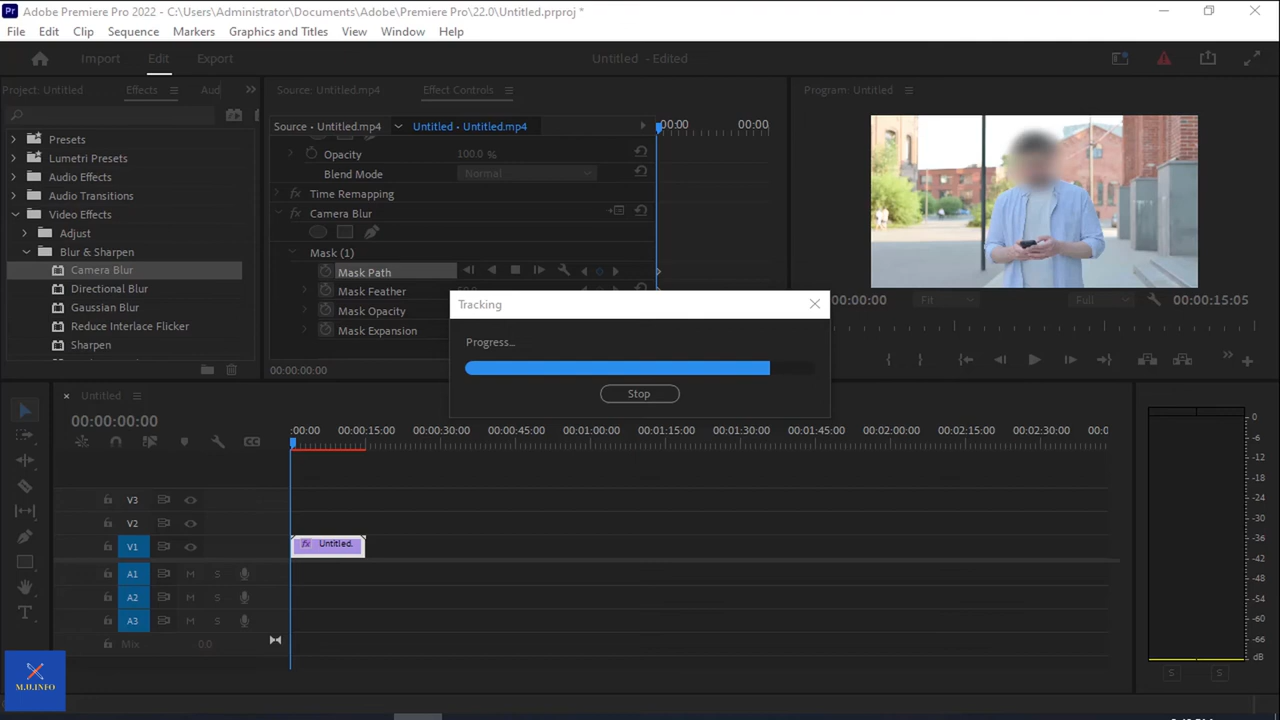 Pr Adobe Premiere Pro 2022 - C:\Users\Administrator\Documents\Adobe\Premiere Pro\22.0\Untitled.prproj *
File Edit Clip Sequence Markers Graphics and Titles View Window Help
Import Edit Export
Untitled - Edited
Project: Untitled Effects Aud
Source: Untitled.mp4 Effect Controls
Program: Untitled
Source • Untitled.mp4 Untitled • Untitled.mp4
:00:00 00:00
Presets
Lumetri Presets
Audio Effects
Audio Transitions
Video Effects
Adjust
Blur & Sharpen
Camera Blur
Directional Blur
Gaussian Blur
Reduce Interlace Flicker
Sharpen
Opacity 100.0 %
Blend Mode Normal
fx Time Remapping
fx Camera Blur
Mask (1)
Mask Path
Mask Feather
Mask Opacity
Mask Expansion
00:00:00:00
Tracking
Progress...
Stop
00:00:00 Fit Full 00:00:15:05
Untitled
00:00:00:00
CC
:00:00 00:00:15:00 00:00:30:00 00:00:45:00 00:01:00:00 00:01:15:00 00:01:30:00 00:01:45:00 00:02:00:00 00:02:15:00 00:02:30:00 00:0
V3
V2
V1
fx Untitled.
A1 M S
A2 M S
A3 M S
Mix 0.0
0
-6
-12
-18
-24
-30
-36
-42
-48
-54
-60
-66
dB
S S
M.U.INFO